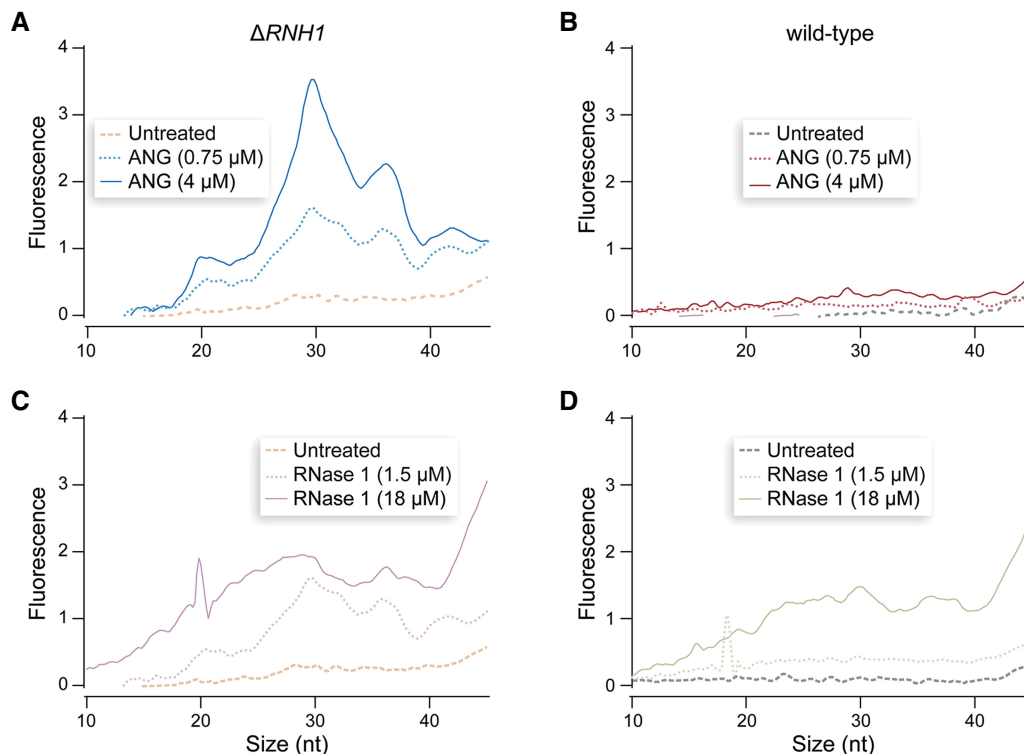 A
ΔRNH1
4
3
2
1
0
Fluorescence
Untreated
ANG (0.75 µM)
ANG (4 µM)
10 20 30 40
B
wild-type
4
3
2
1
0
Fluorescence
Untreated
ANG (0.75 µM)
ANG (4 µM)
10 20 30 40
C
4
3
2
1
0
Fluorescence
Untreated
RNase 1 (1.5 µM)
RNase 1 (18 µM)
10 20 30 40
Size (nt)
D
4
3
2
1
0
Fluorescence
Untreated
RNase 1 (1.5 µM)
RNase 1 (18 µM)
10 20 30 40
Size (nt)